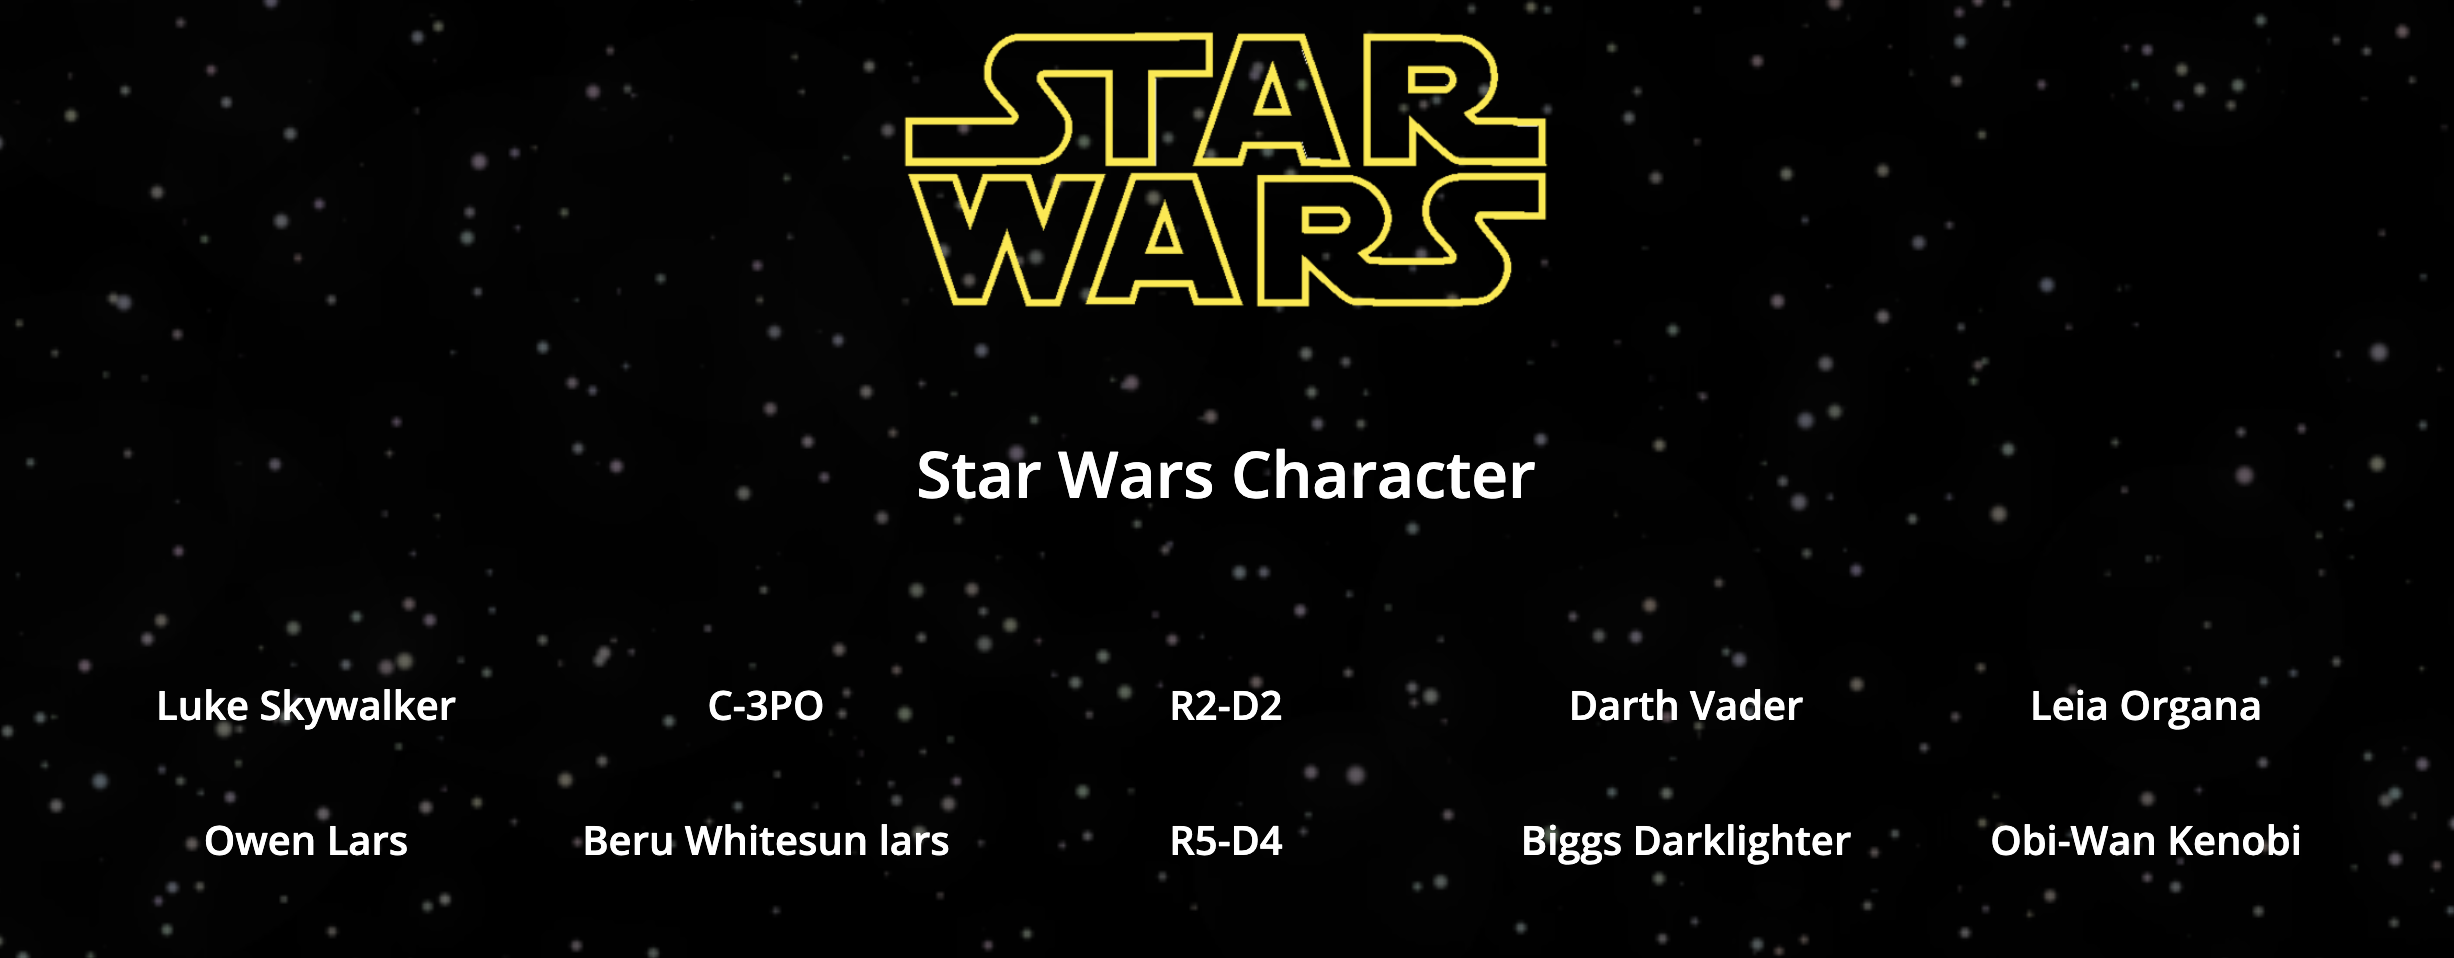 STAR
WARS
Star Wars Character
Luke Skywalker C-3PO R2-D2 Darth Vader Leia Organa
Owen Lars Beru Whitesun lars R5-D4 Biggs Darklighter Obi-Wan Kenobi